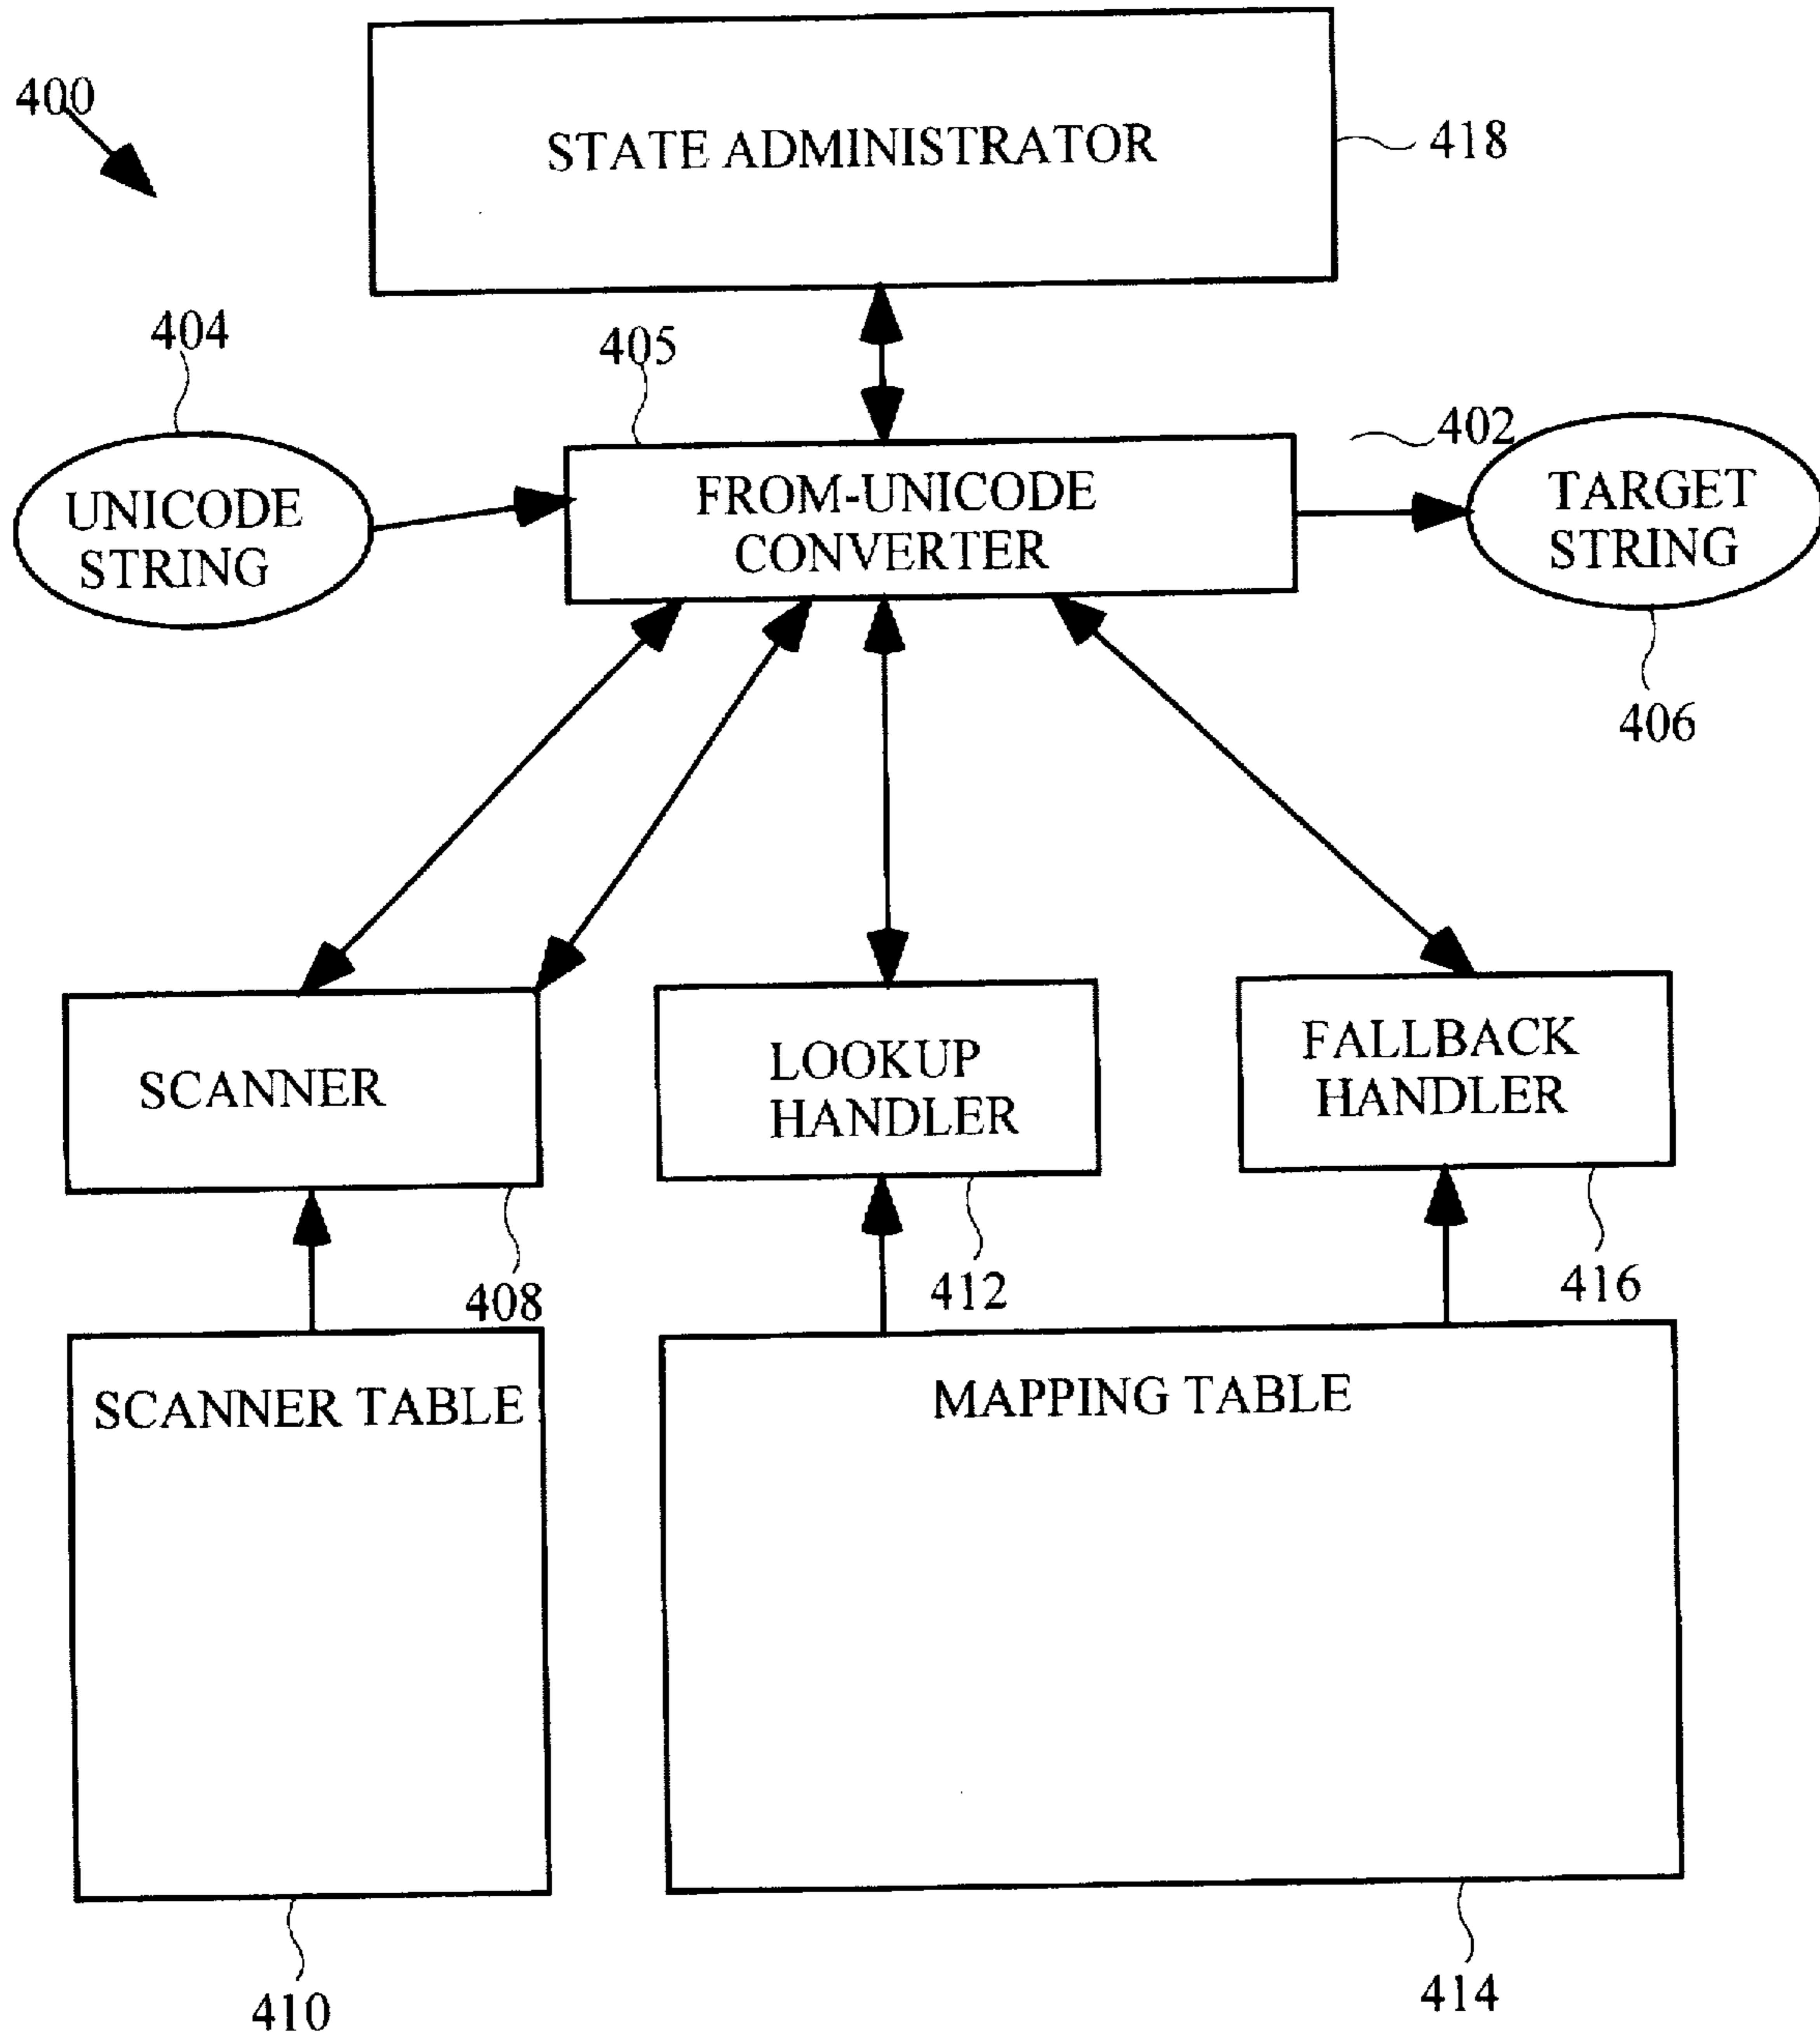 400
STATE ADMINISTRATOR
418
404
405
402
UNICODE
STRING
FROM-UNICODE
CONVERTER
TARGET
STRING
406
SCANNER
LOOKUP
HANDLER
FALLBACK
HANDLER
408
412
416
SCANNER TABLE
MAPPING TABLE
410
414